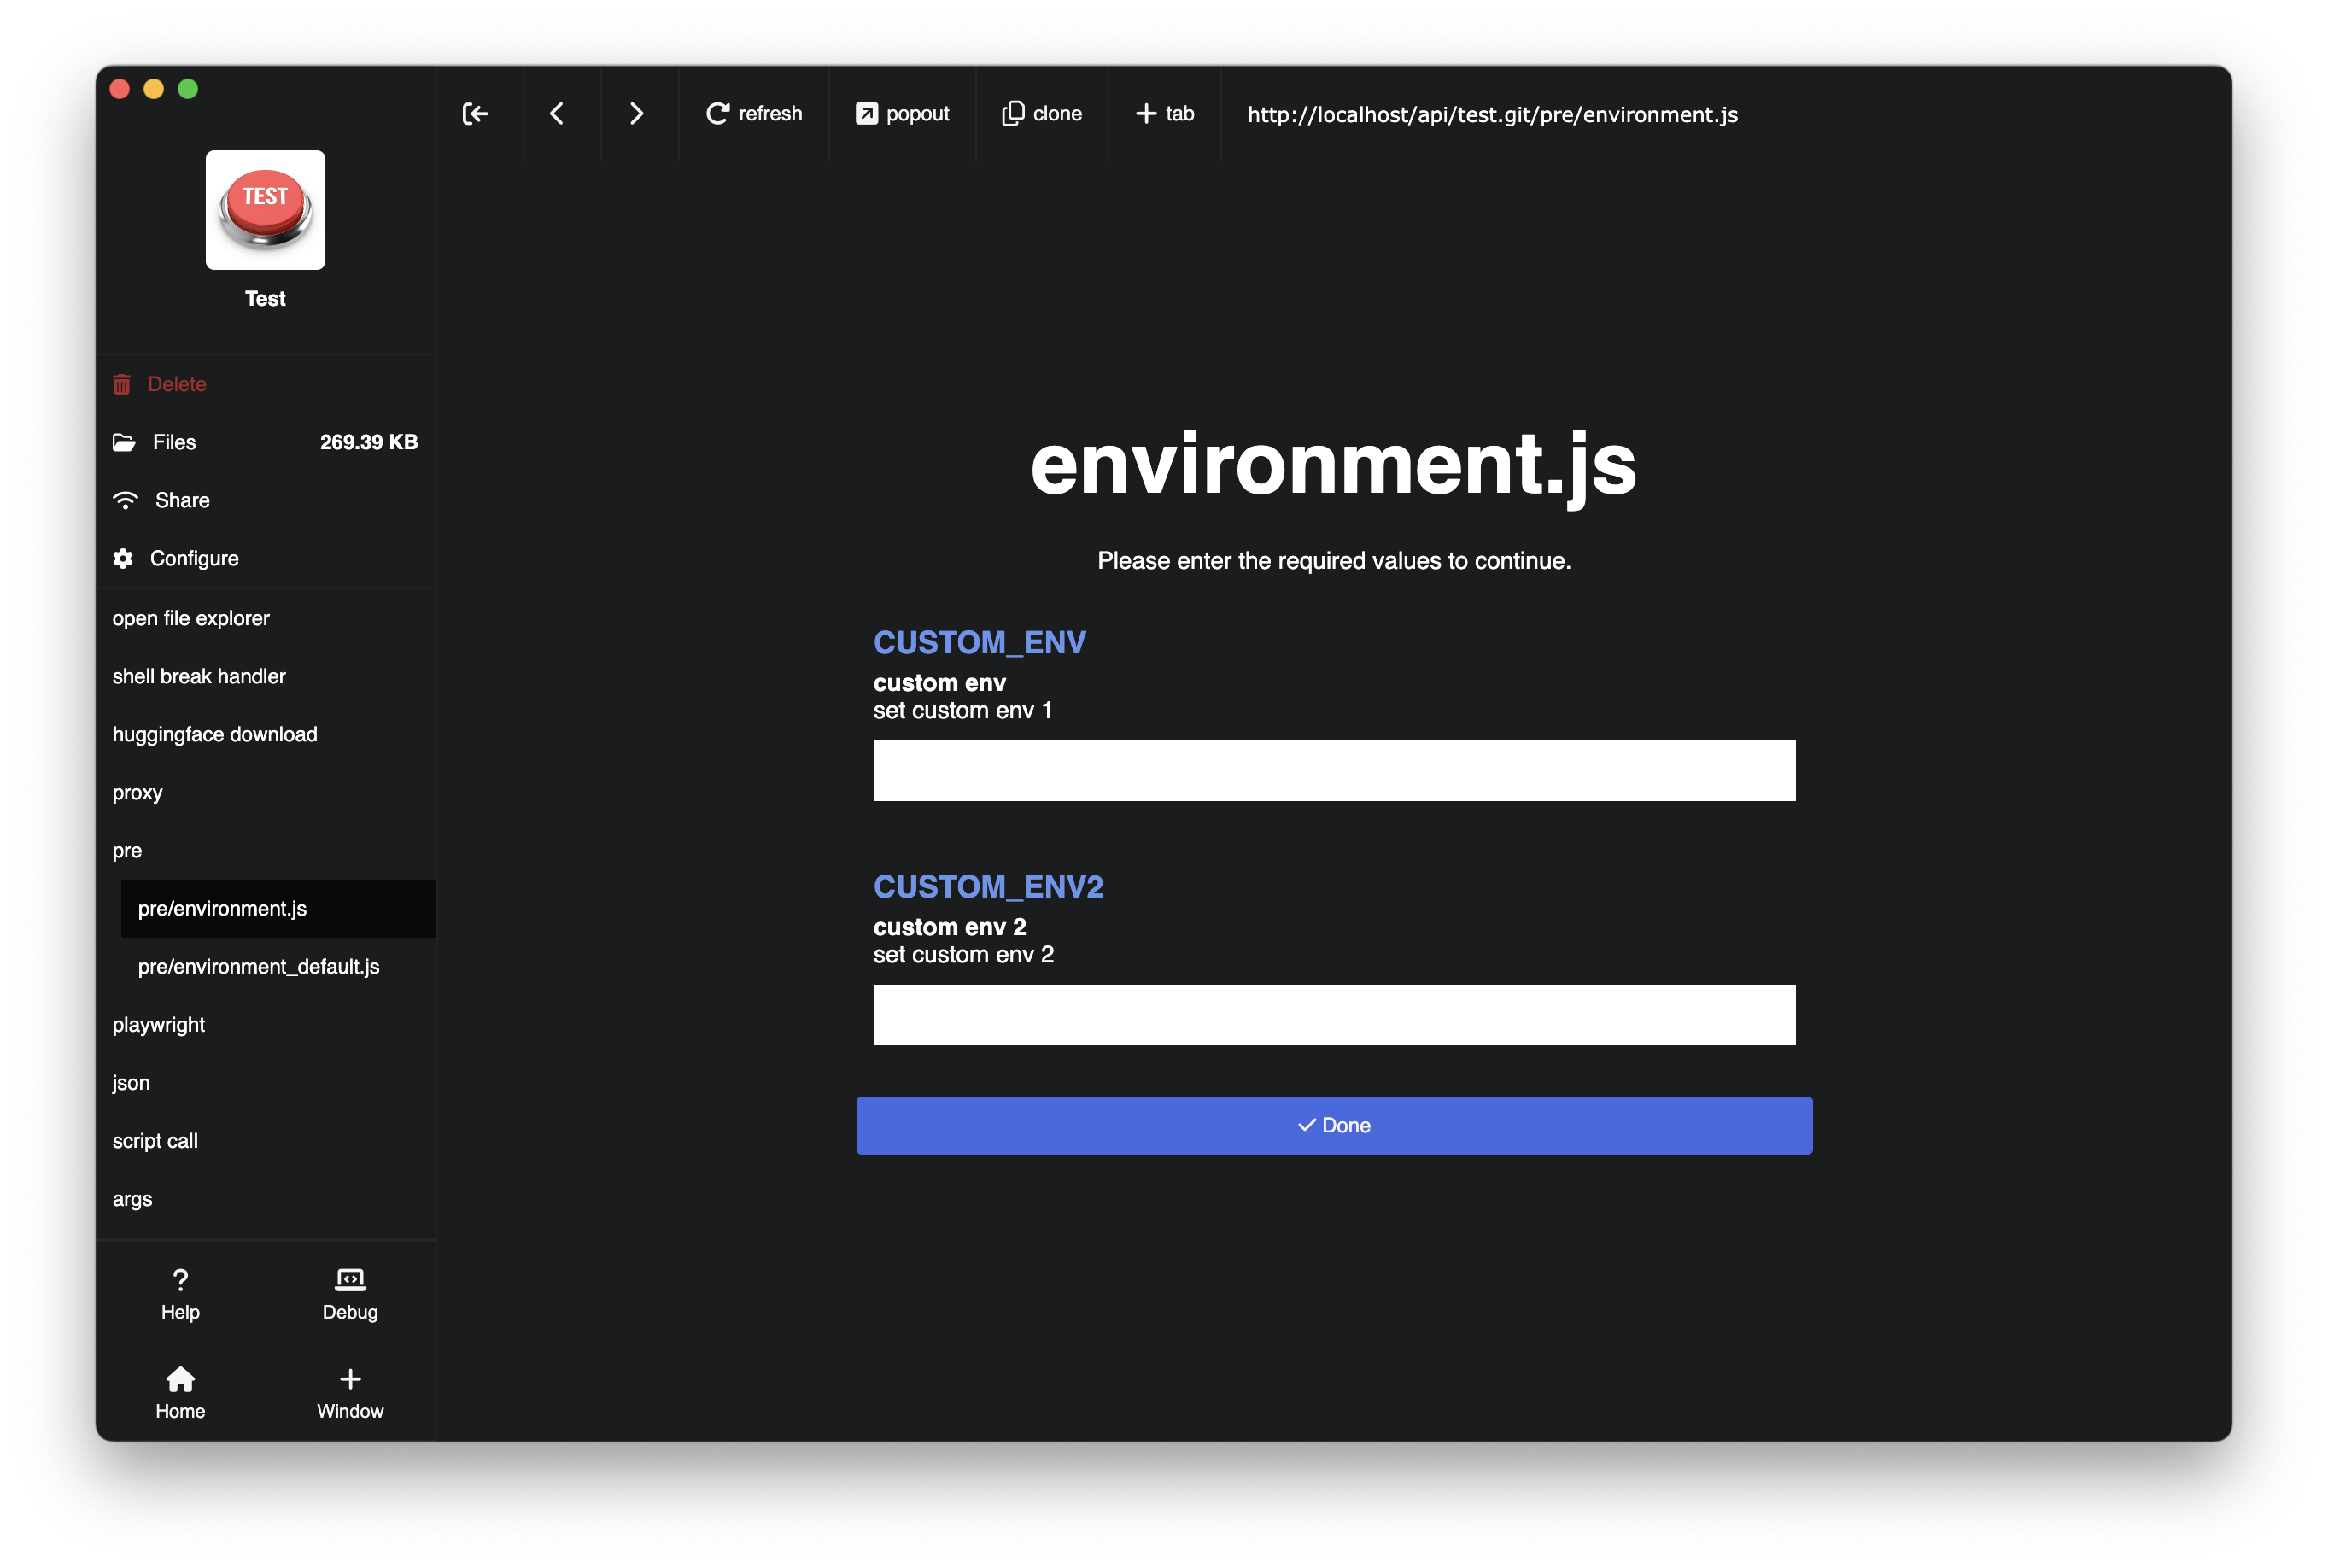 refresh
popout
clone
tab
http://localhost/api/test.git/pre/environment.js
TEST
Test
Delete
Files 269.39 KB
Share
Configure
open file explorer
shell break handler
huggingface download
proxy
pre
pre/environment.js
pre/environment_default.js
playwright
json
script call
args
? Help
Debug
Home
Window
environment.js
Please enter the required values to continue.
CUSTOM_ENV
custom env
set custom env 1
CUSTOM_ENV2
custom env 2
set custom env 2
Done